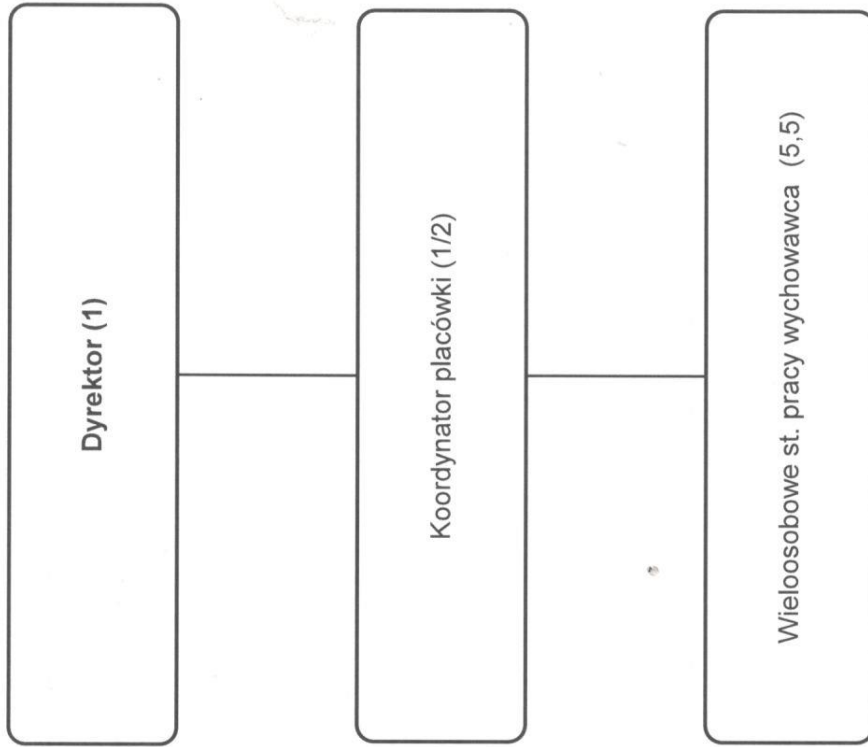 Dyrektor (1)
Koordynator placówki (1/2)
Wieloosobowe st. pracy wychowawca (5,5)